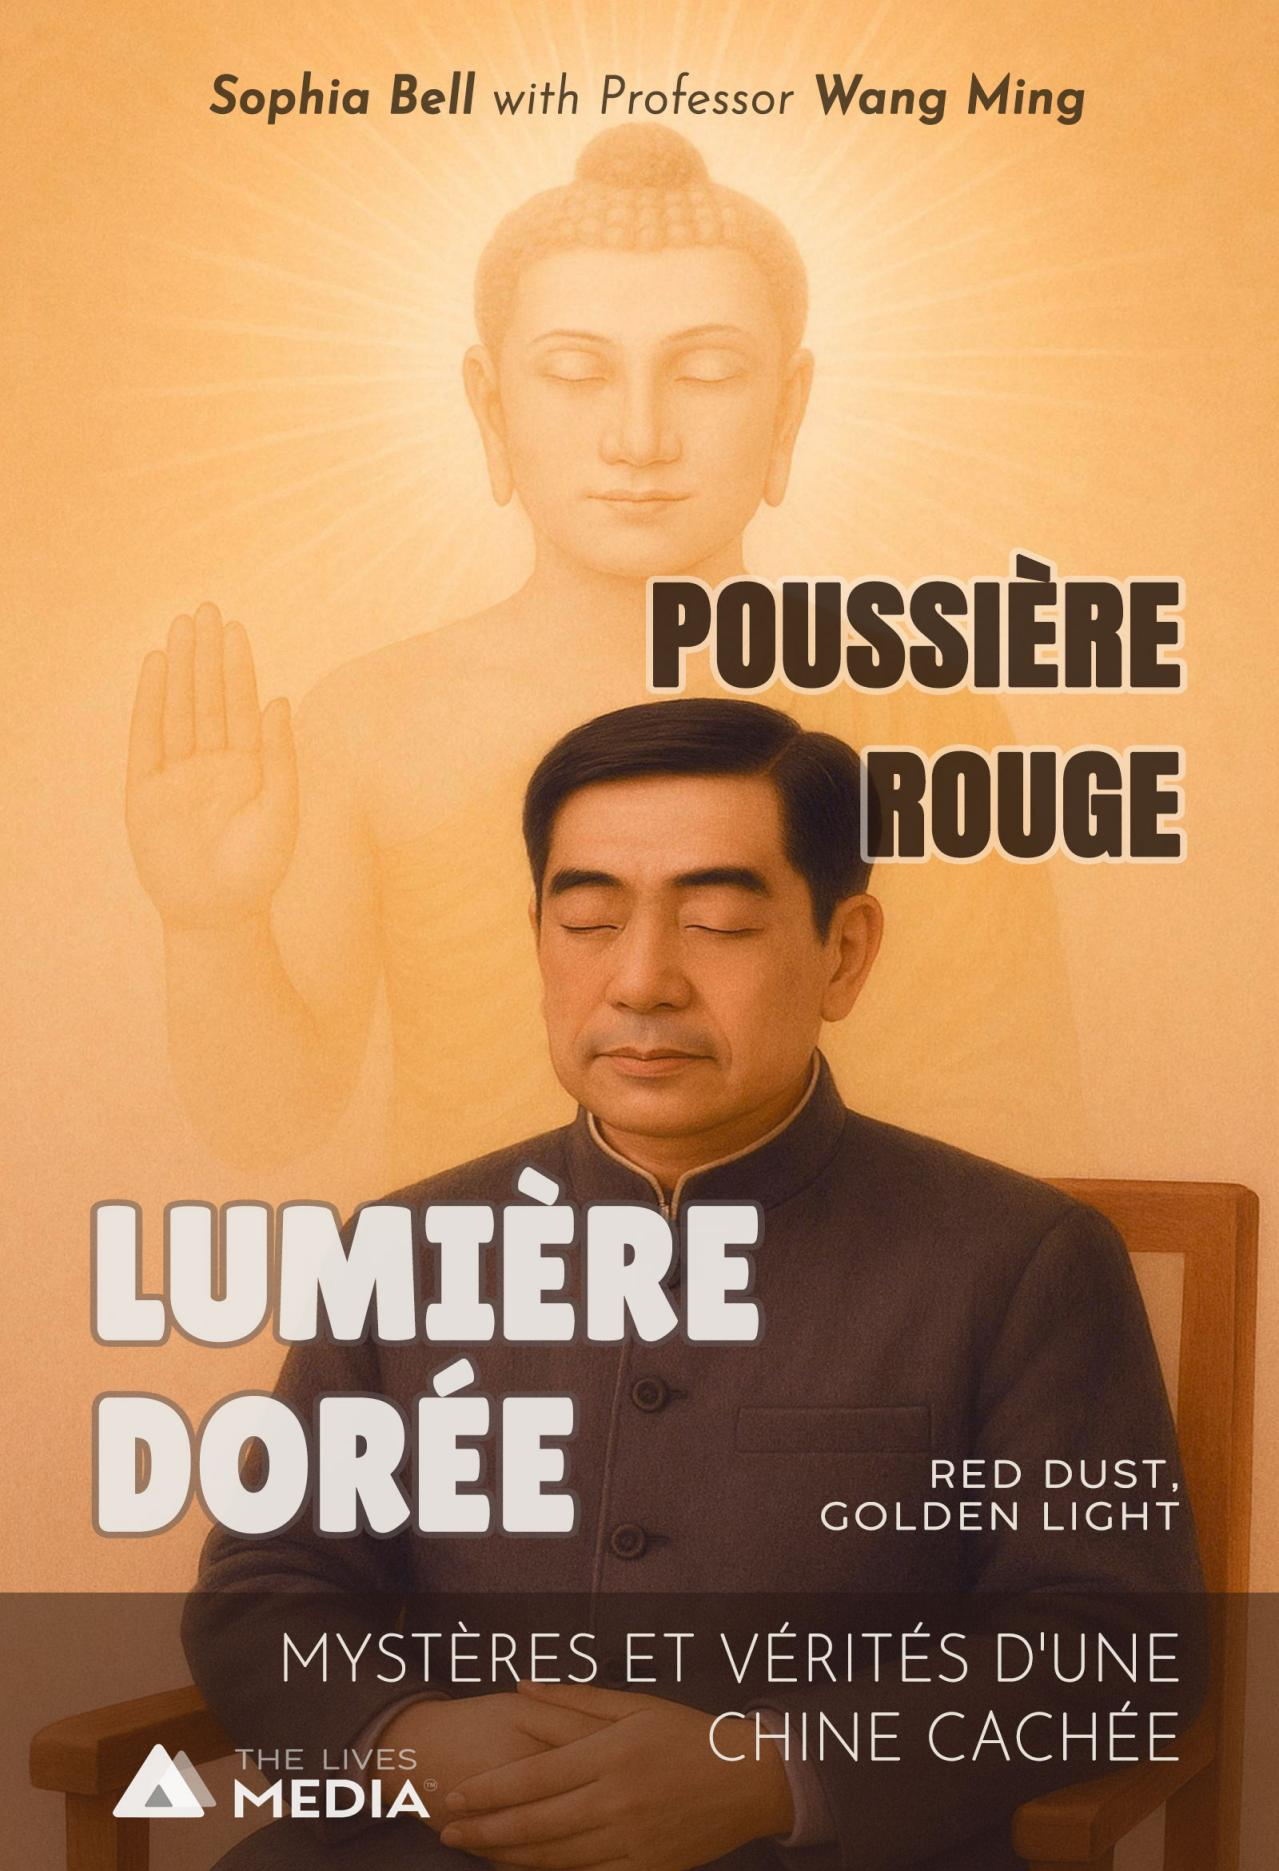 Sophia Bell with Professor Wang Ming
POUSSIÈRE
ROUGE
LUMIÈRE
DORÉE
RED DUST,
GOLDEN LIGHT
MYSTÈRES ET VÉRITÉS D'UNE
CHINE CACHÉE
THE LIVES
MEDIA™